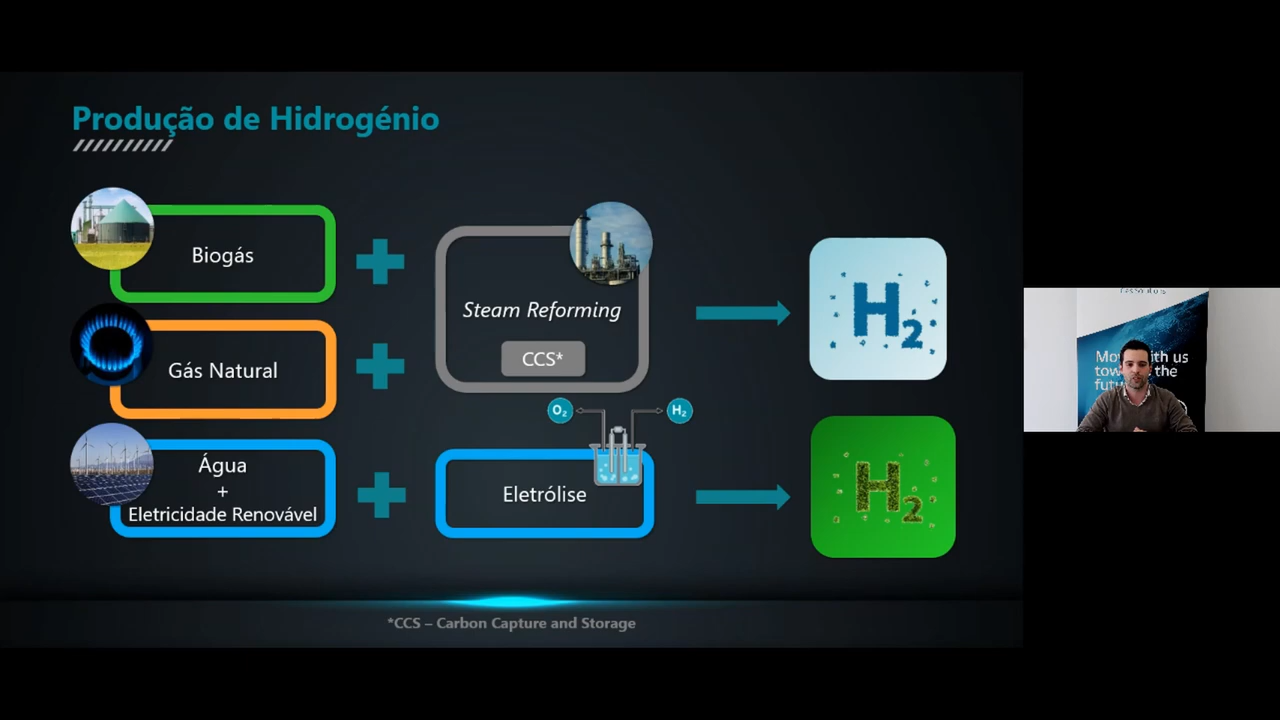 Produção de Hidrogénio
Biogás
Steam Reforming
CCS*
Gás Natural
O₂
H₂
Água
+
Eletricidade Renovável
Eletrólise
H₂
H₂
*CCS – Carbon Capture and Storage
us
the